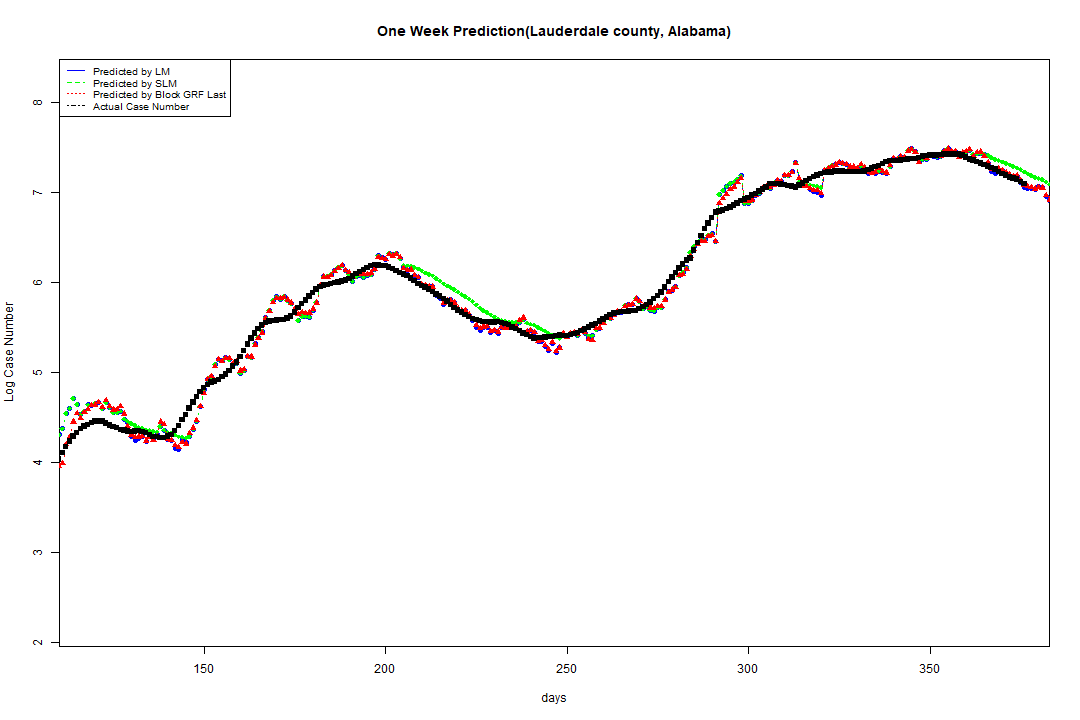 One Week Prediction(Lauderdale county, Alabama)
Predicted by LM
Predicted by SLM
Predicted by Block GRF Last
Actual Case Number
8
7
6
5
4
3
2
Log Case Number
150 200 250 300 350
days